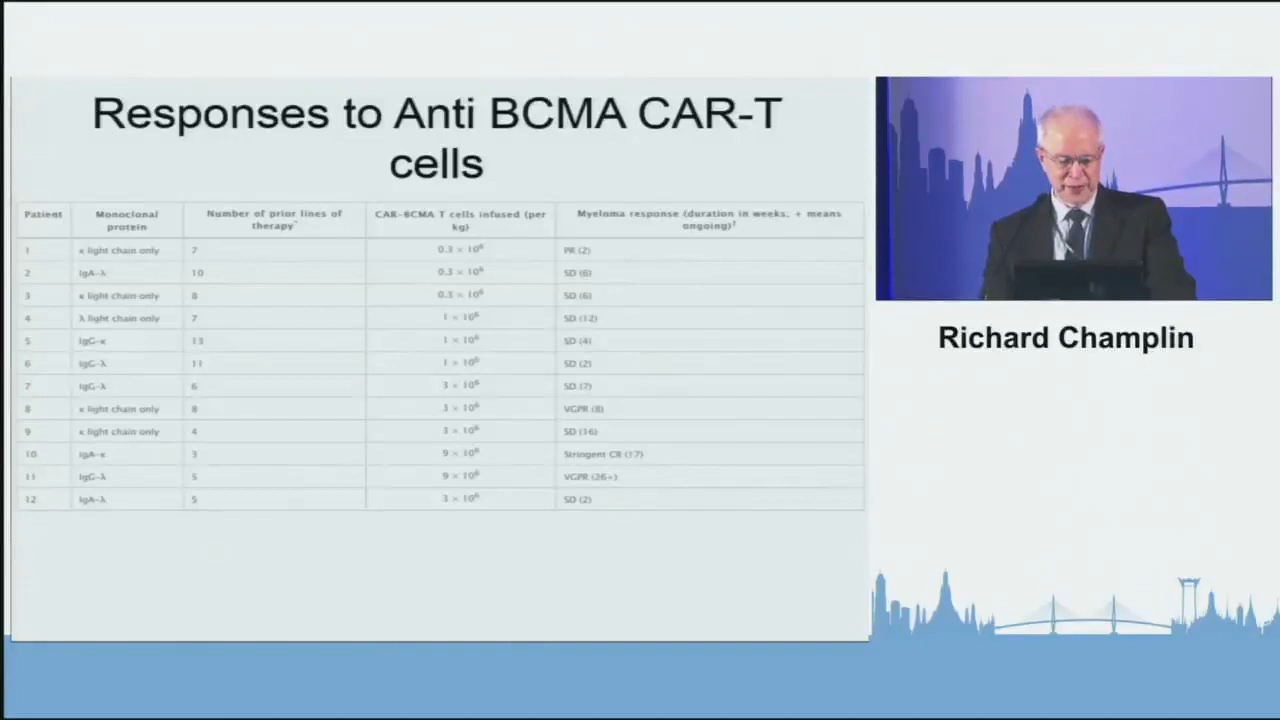 Responses to Anti BCMA CAR-T
cells
Patient Monoclonal protein Number of prior lines of therapy* CAR-BCMA T cells infused (per kg) Myeloma response (duration in weeks, + means ongoing)†
1 κ light chain only 7 0.3 × 10⁶ PR (2)
2 IgA-λ 10 0.3 × 10⁶ SD (6)
3 κ light chain only 8 0.3 × 10⁶ SD (6)
4 λ light chain only 7 1 × 10⁶ SD (12)
5 IgG-κ 13 1 × 10⁶ SD (4)
6 IgG-λ 11 1 × 10⁶ SD (2)
7 IgG-λ 6 3 × 10⁶ SD (7)
8 κ light chain only 8 3 × 10⁶ VGPR (8)
9 κ light chain only 4 3 × 10⁶ SD (16)
10 IgA-κ 3 9 × 10⁶ Stringent CR (17)
11 IgG-λ 5 9 × 10⁶ VGPR (26+)
12 IgA-λ 5 3 × 10⁶ SD (2)
Richard Champlin